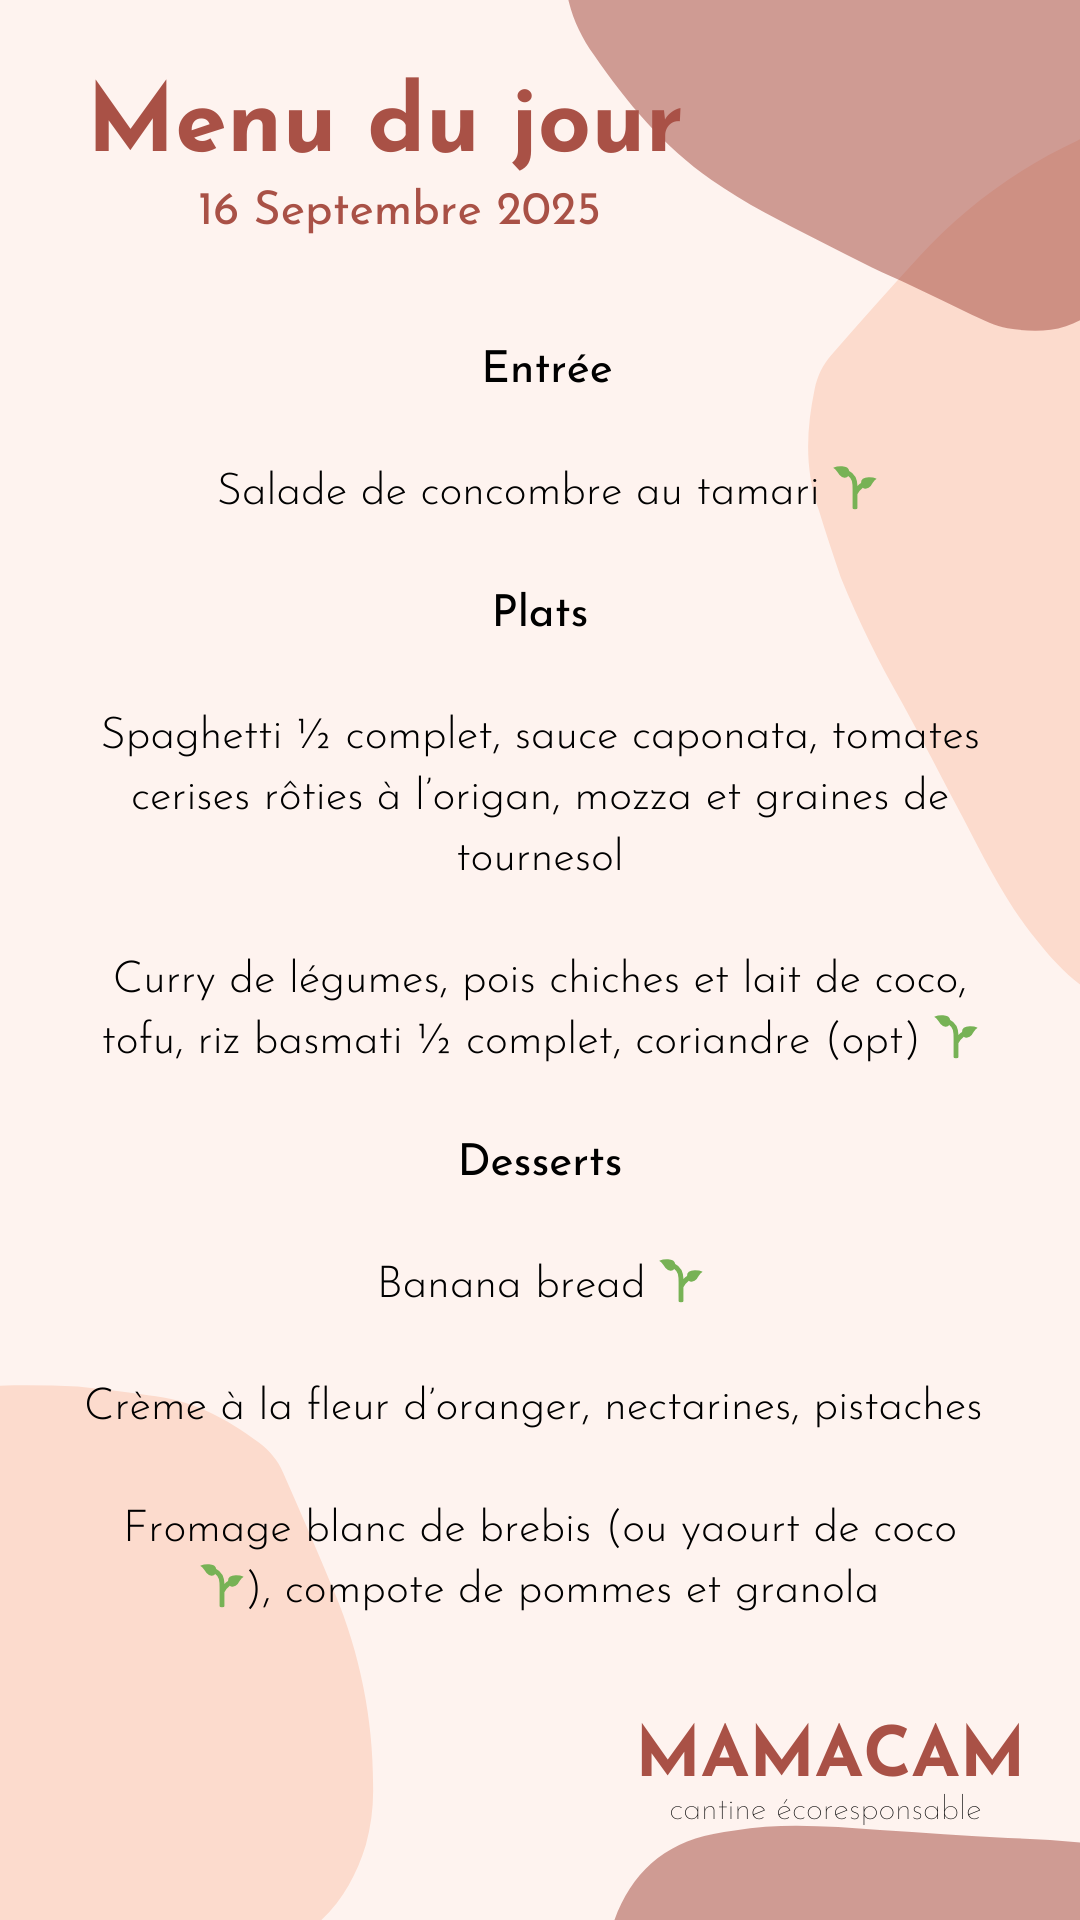 Menu du jour
16 Septembre 2025
Entrée
Salade de concombre au tamari 🌱
Plats
Spaghetti ½ complet, sauce caponata, tomates
cerises rôties à l’origan, mozza et graines de
tournesol
Curry de légumes, pois chiches et lait de coco,
tofu, riz basmati ½ complet, coriandre (opt) 🌱
Desserts
Banana bread 🌱
Crème à la fleur d’oranger, nectarines, pistaches
Fromage blanc de brebis (ou yaourt de coco
🌱), compote de pommes et granola
MAMACAM
cantine écoresponsable